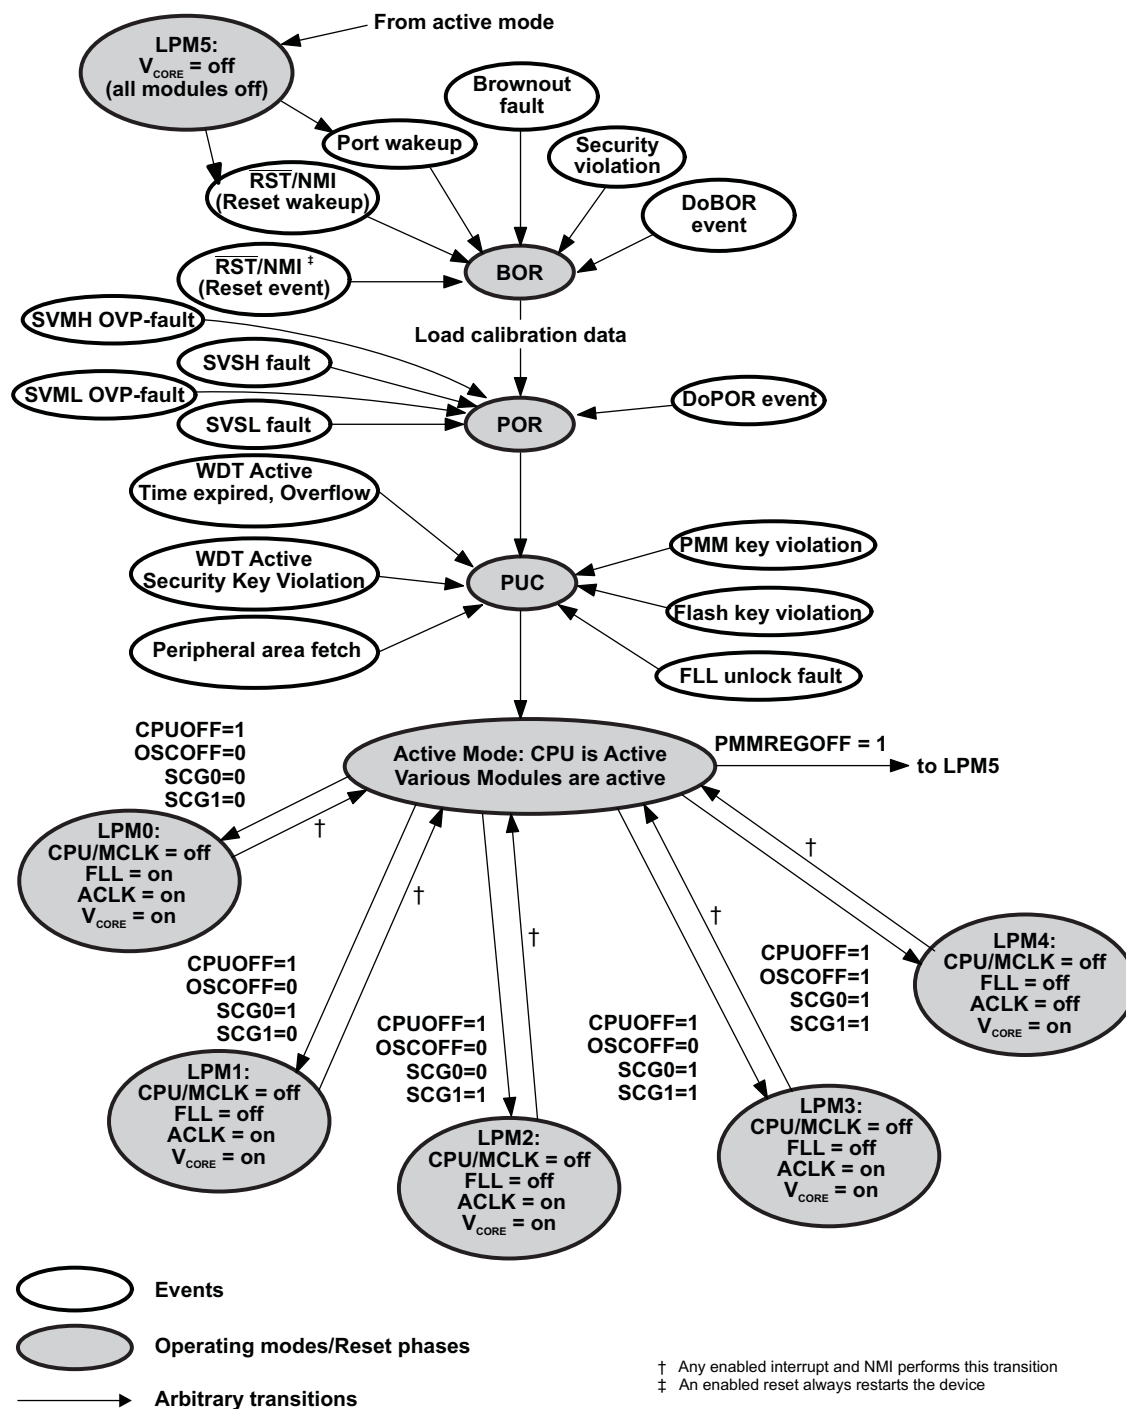 From active mode
LPM5:
VCORE = off
(all modules off)
Brownout
fault
Port wakeup
Security
violation
RST/NMI
(Reset wakeup)
DoBOR
event
RST/NMI ‡
(Reset event)
BOR
SVMH OVP-fault
Load calibration data
SVSH fault
SVML OVP-fault
DoPOR event
SVSL fault
POR
WDT Active
Time expired, Overflow
PMM key violation
WDT Active
Security Key Violation
PUC
Flash key violation
Peripheral area fetch
FLL unlock fault
CPUOFF=1
OSCOFF=0
SCG0=0
SCG1=0
Active Mode: CPU is Active
Various Modules are active
PMMREGOFF = 1
to LPM5
†
†
†
†
†
LPM0:
CPU/MCLK = off
FLL = on
ACLK = on
VCORE = on
CPUOFF=1
OSCOFF=0
SCG0=1
SCG1=0
CPUOFF=1
OSCOFF=0
SCG0=0
SCG1=1
CPUOFF=1
OSCOFF=0
SCG0=1
SCG1=1
CPUOFF=1
OSCOFF=1
SCG0=1
SCG1=1
LPM4:
CPU/MCLK = off
FLL = off
ACLK = off
VCORE = on
LPM1:
CPU/MCLK = off
FLL = off
ACLK = on
VCORE = on
LPM2:
CPU/MCLK = off
FLL = off
ACLK = on
VCORE = on
LPM3:
CPU/MCLK = off
FLL = off
ACLK = on
VCORE = on
Events
Operating modes/Reset phases
Arbitrary transitions
† Any enabled interrupt and NMI performs this transition
‡ An enabled reset always restarts the device